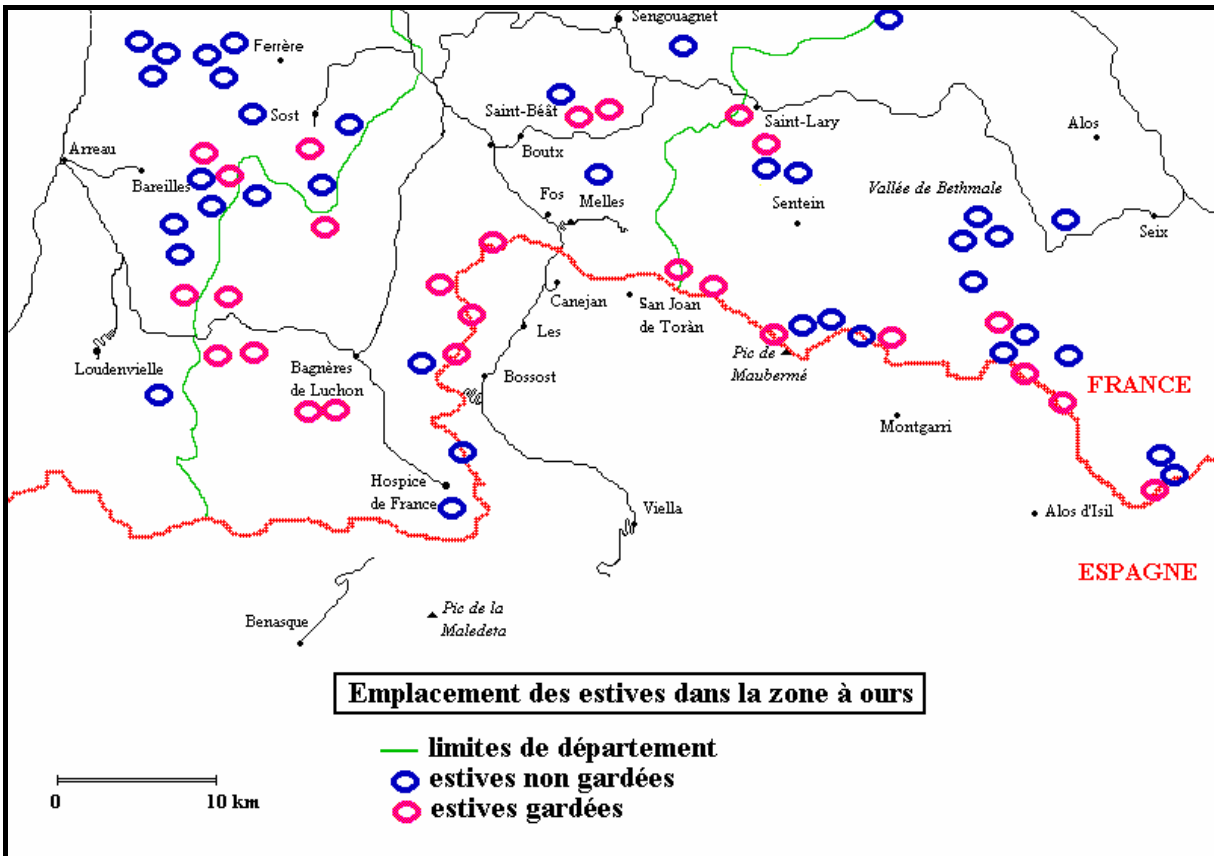 Sengouagnet
Ferrère
Saint-Béât
Sost
Saint-Lary
Alos
Arreau
Boutx
Bareilles
Vallée de Bethmale
Fos
Melles
Sentein
Seix
Canejan
San Joan
de Toràn
Les
Loudenvielle
Bagnères
de Luchon
Bossost
Pic de
Maubermé
FRANCE
Montgarri
Hospice
de France
Viella
Alos d'Isil
ESPAGNE
Benasque
Pic de la
Maledeta
Emplacement des estives dans la zone à ours
limites de département
estives non gardées
estives gardées
0
10 km